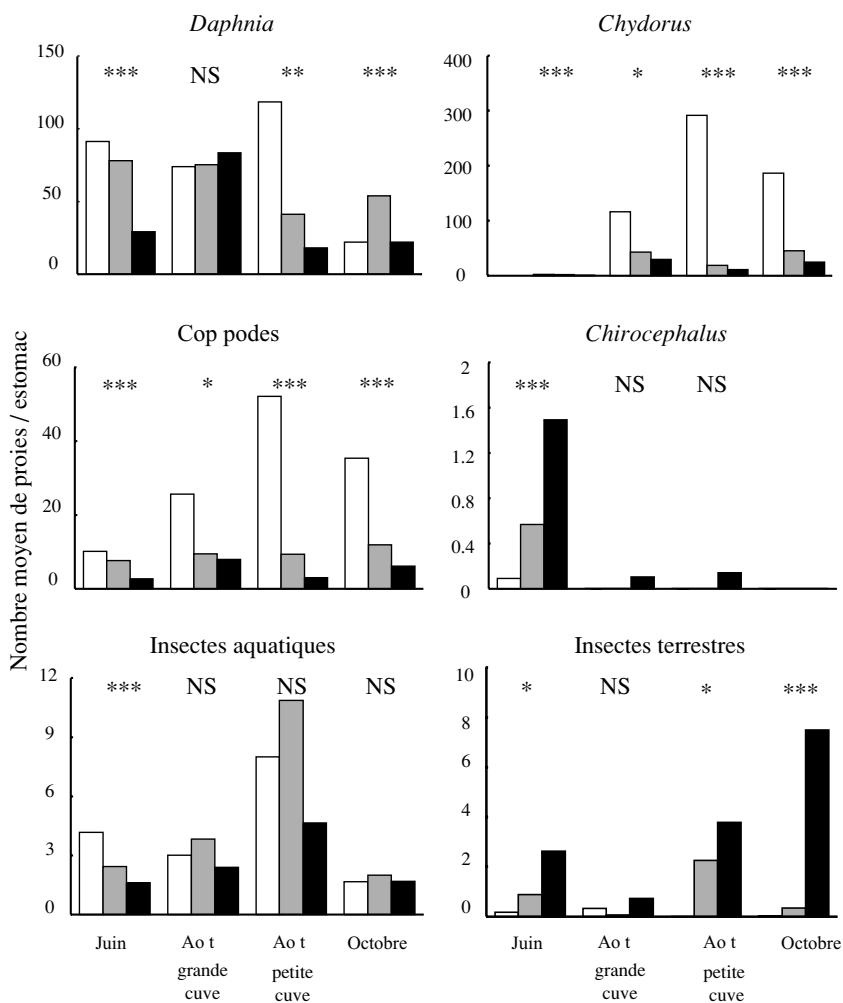 Daphnia
Chydorus
150
100
50
0
*** NS ** ***
400
300
200
100
0
*** * *** ***
Cop podes
Chirocephalus
60
40
20
0
*** * *** ***
2
1.6
1.2
0.8
0.4
0
*** NS NS
Nombre moyen de proies / estomac
Insectes aquatiques
Insectes terrestres
12
9
6
3
0
*** NS NS NS
10
8
6
4
2
0
* NS * ***
Juin
Ao t
grande
cuve
Ao t
petite
cuve
Octobre
Juin
Ao t
grande
cuve
Ao t
petite
cuve
Octobre